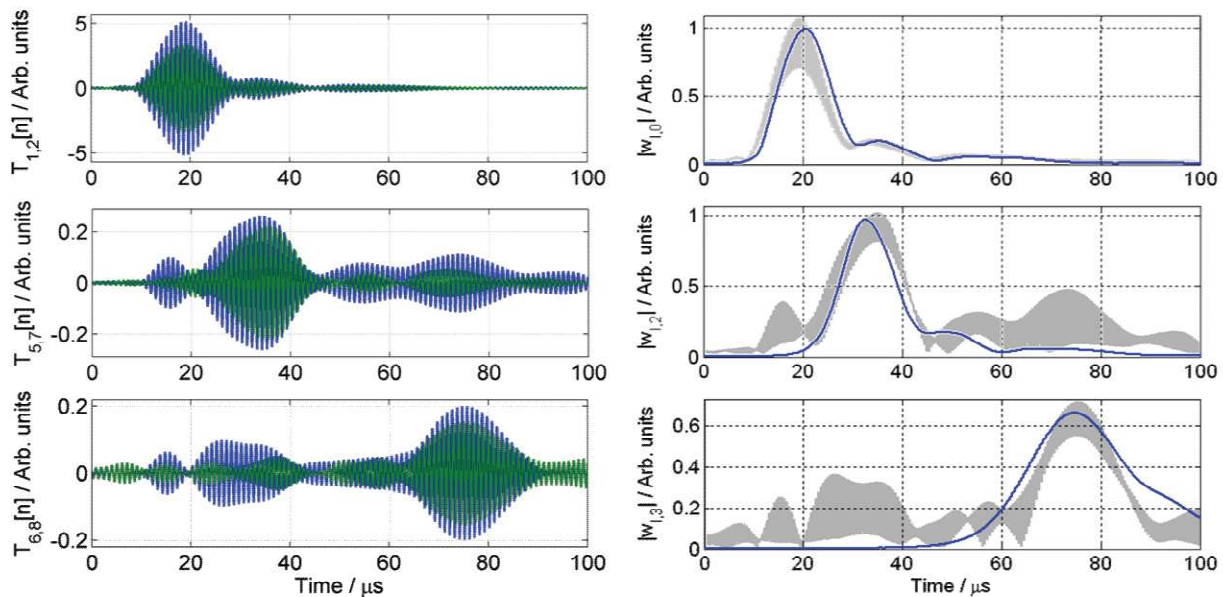 T1,2[n] / Arb. units
5
0
-5
0 20 40 60 80 100
|wl,0| / Arb. units
1
0.5
0
0 20 40 60 80 100
T5,7[n] / Arb. units
0.2
0
-0.2
0 20 40 60 80 100
|wl,2| / Arb. units
1
0.5
0
0 20 40 60 80 100
T6,8[n] / Arb. units
0.2
0
-0.2
0 20 40 60 80 100
Time / μs
|wl,3| / Arb. units
0.6
0.4
0.2
0
0 20 40 60 80 100
Time / μs